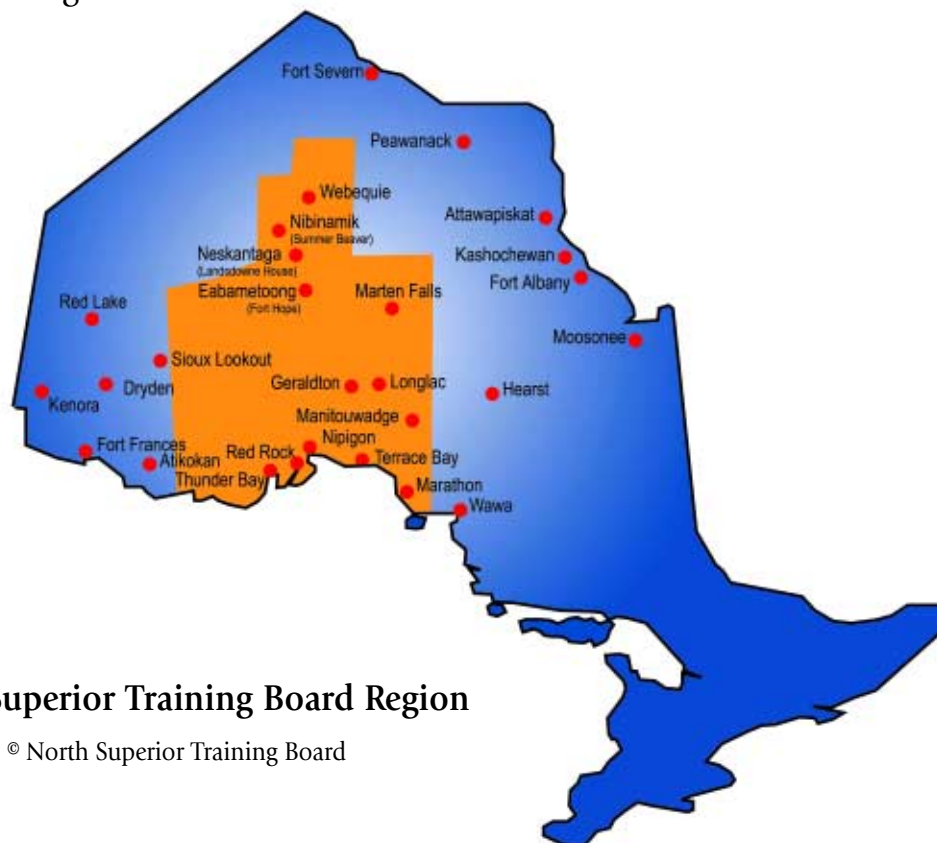 Fort Severn
Peawanack
Webequie
Attawapiskat
Nibinamik
(Summer Beaver)
Neskantaga
(Landsdowne House)
Kashochewan
Fort Albany
Eabametoong
(Fort Hope)
Marten Falls
Red Lake
Moosonee
Sioux Lookout
Geraldton
Longlac
Dryden
Hearst
Kenora
Manitouwadge
Nipigon
Fort Frances
Red Rock
Atikokan
Terrace Bay
Thunder Bay
Marathon
Wawa
Superior Training Board Region
© North Superior Training Board